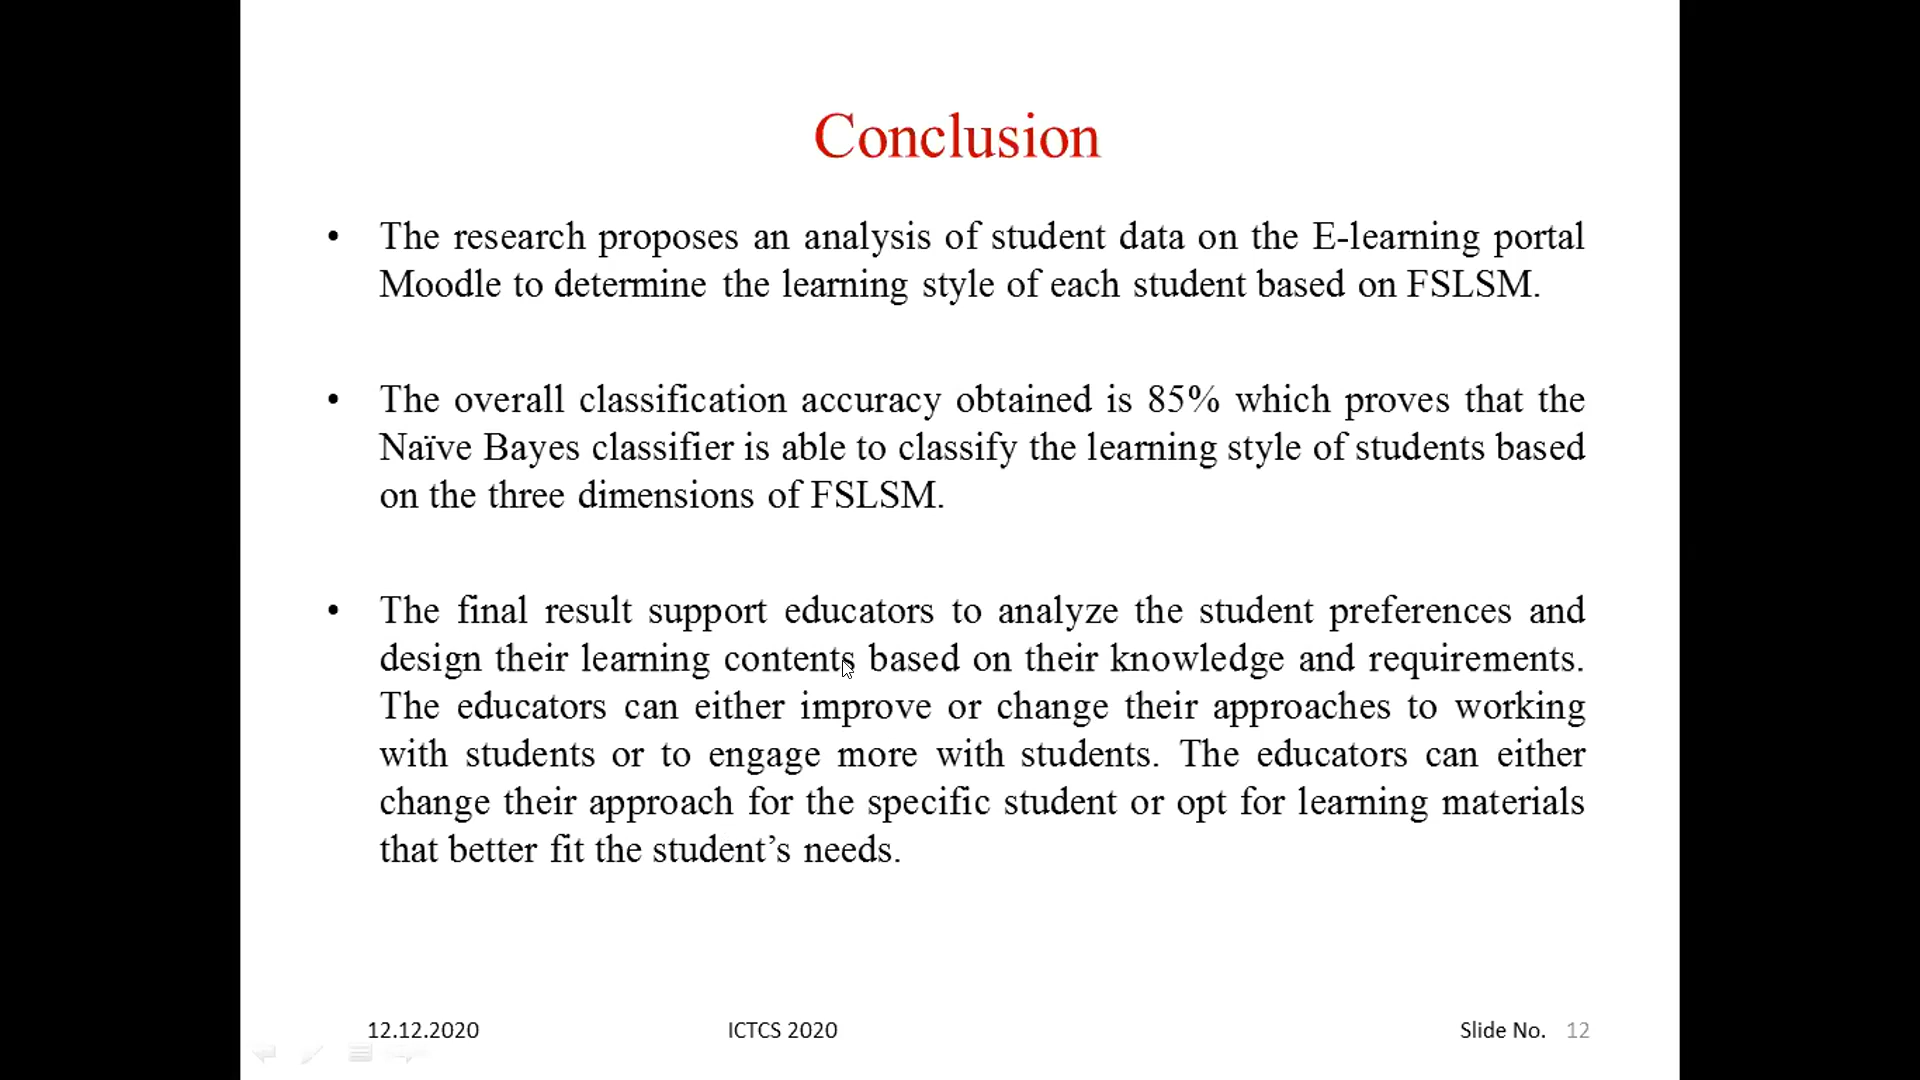 Conclusion
• The research proposes an analysis of student data on the E-learning portal
Moodle to determine the learning style of each student based on FSLSM.
• The overall classification accuracy obtained is 85% which proves that the
Naïve Bayes classifier is able to classify the learning style of students based
on the three dimensions of FSLSM.
• The final result support educators to analyze the student preferences and
design their learning contents based on their knowledge and requirements.
The educators can either improve or change their approaches to working
with students or to engage more with students. The educators can either
change their approach for the specific student or opt for learning materials
that better fit the student’s needs.
12.12.2020 ICTCS 2020 Slide No. 12